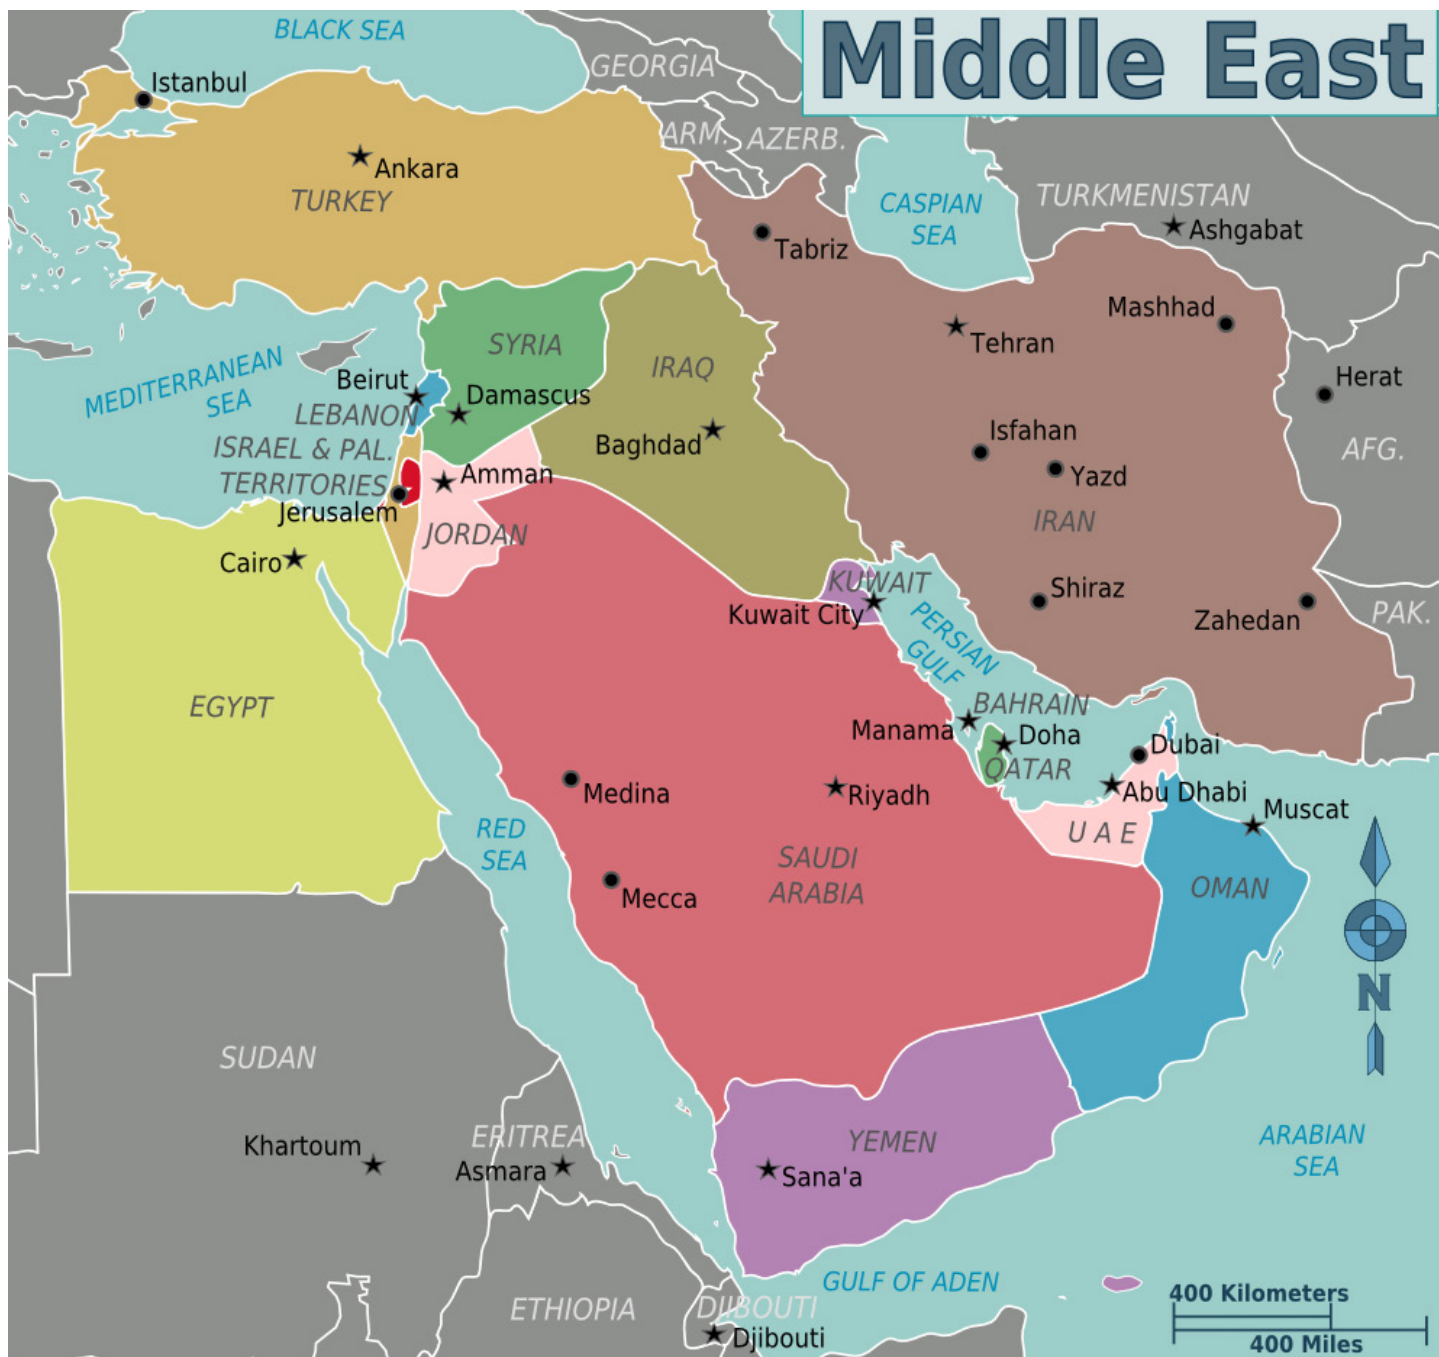 BLACK SEA
Middle East
GEORGIA
Istanbul
ARM.
AZERB.
Ankara
TURKEY
CASPIAN
SEA
TURKMENISTAN
Ashgabat
Tabriz
Mashhad
Tehran
SYRIA
IRAQ
MEDITERRANEAN
SEA
Beirut
LEBANON
Damascus
Herat
Baghdad
Isfahan
AFG.
ISRAEL & PAL.
TERRITORIES
Amman
Yazd
Jerusalem
JORDAN
IRAN
Cairo
KUWAIT
Kuwait City
Shiraz
Zahedan
PAK.
PERSIAN
GULF
EGYPT
BAHRAIN
Manama
Doha
QATAR
Dubai
Medina
Riyadh
Abu Dhabi
Muscat
RED
SEA
UAE
SAUDI
ARABIA
OMAN
Mecca
N
SUDAN
ERITREA
YEMEN
ARABIAN
SEA
Khartoum
Asmara
Sana'a
GULF OF ADEN
ETHIOPIA
DJIBOUTI
Djibouti
400 Kilometers
400 Miles